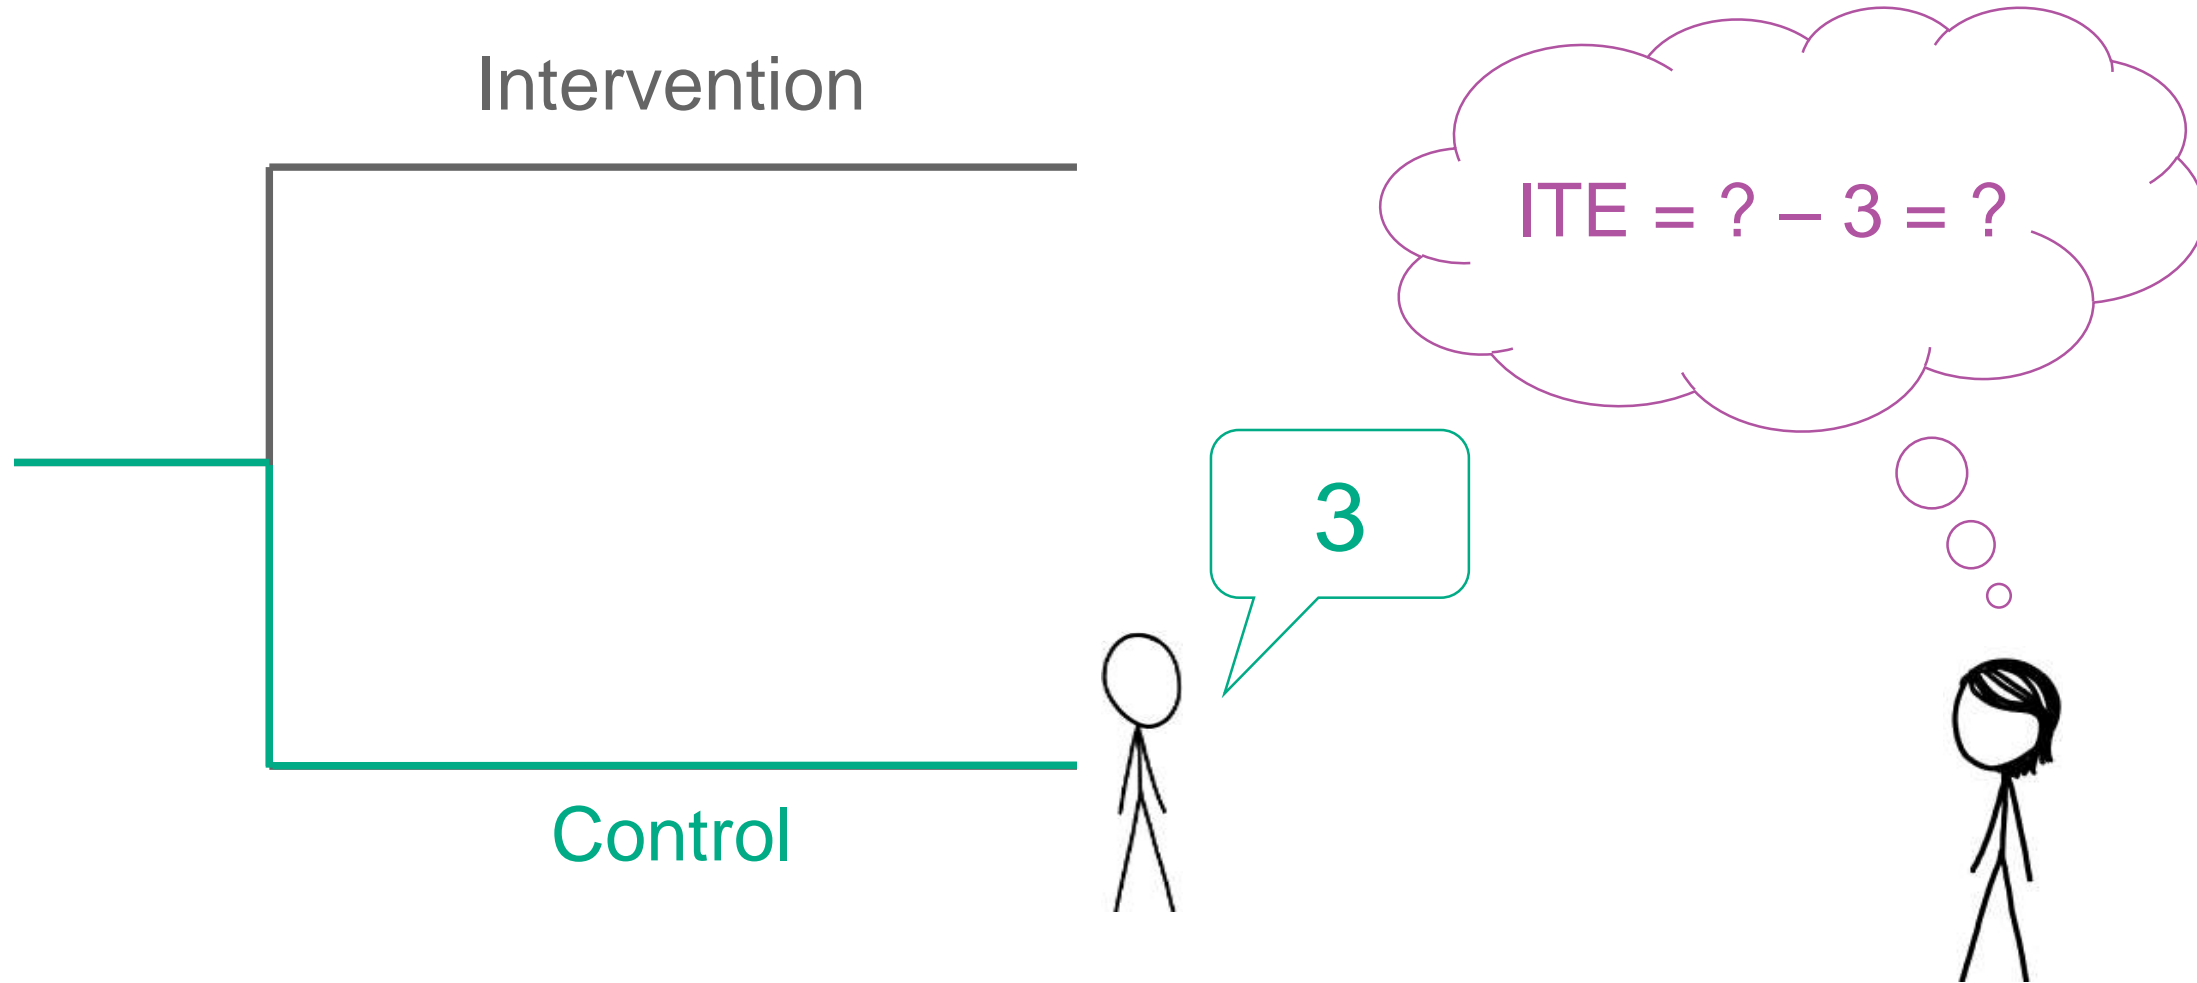 Intervention
ITE = ? – 3 = ?
3
Control